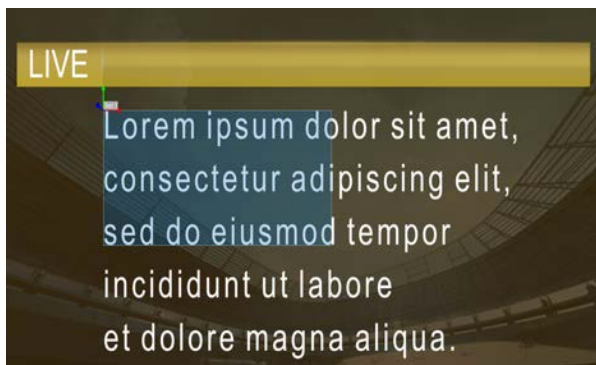 LIVE
Lorem ipsum dolor sit amet,
consectetur adipiscing elit,
sed do eiusmod tempor
incididunt ut labore
et dolore magna aliqua.